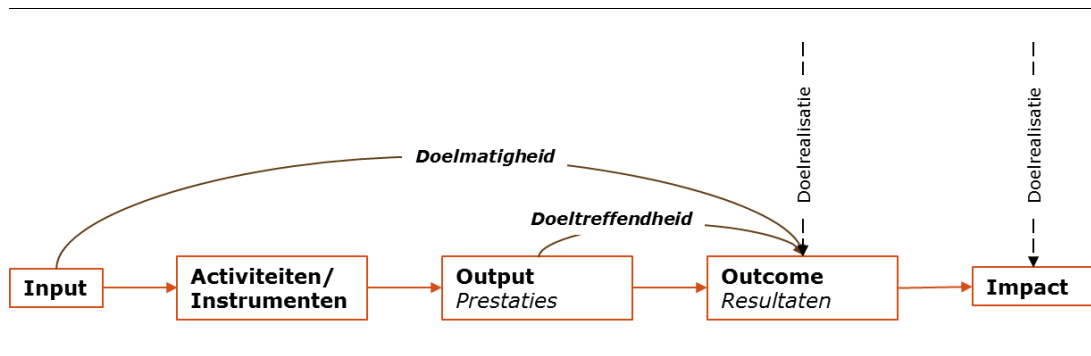 Doelrealisatie
Doelrealisatie
Doelmatigheid
Doeltreffendheid
Input
Activiteiten/
Instrumenten
Output
Prestaties
Outcome
Resultaten
Impact